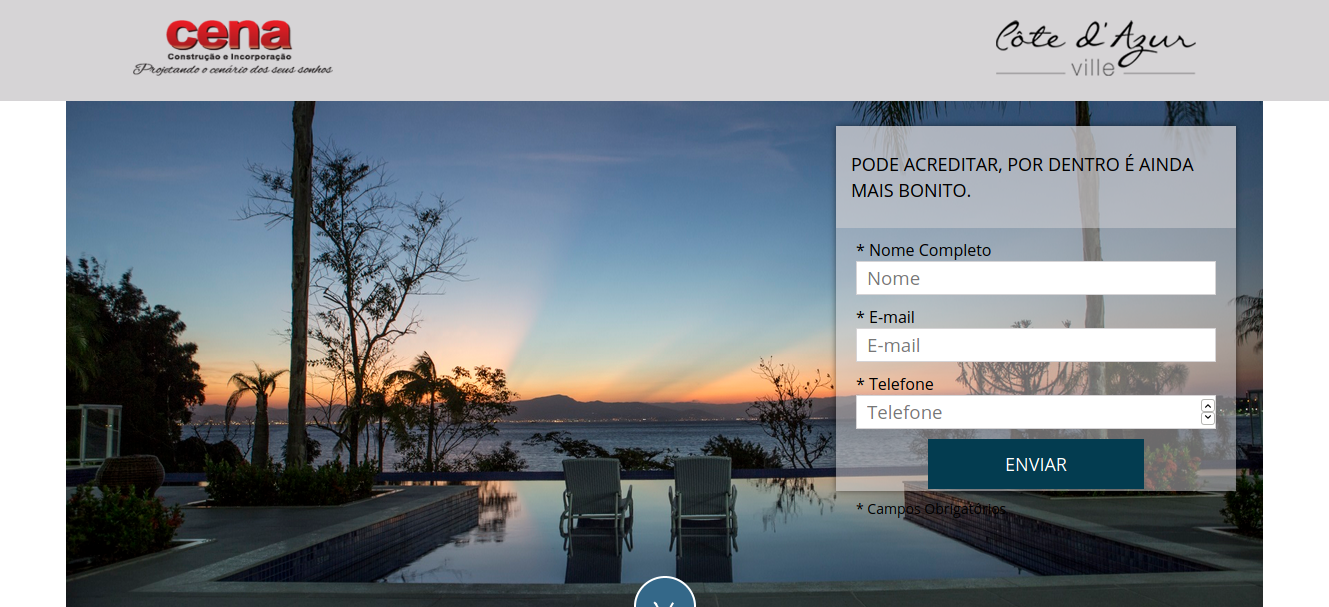 cena
Construção e Incorporação
Projetando o cenário dos seus sonhos
Côte d'Azur
ville
PODE ACREDITAR, POR DENTRO É AINDA
MAIS BONITO.
* Nome Completo
Nome
* E-mail
E-mail
* Telefone
Telefone
ENVIAR
* Campos Obrigatórios